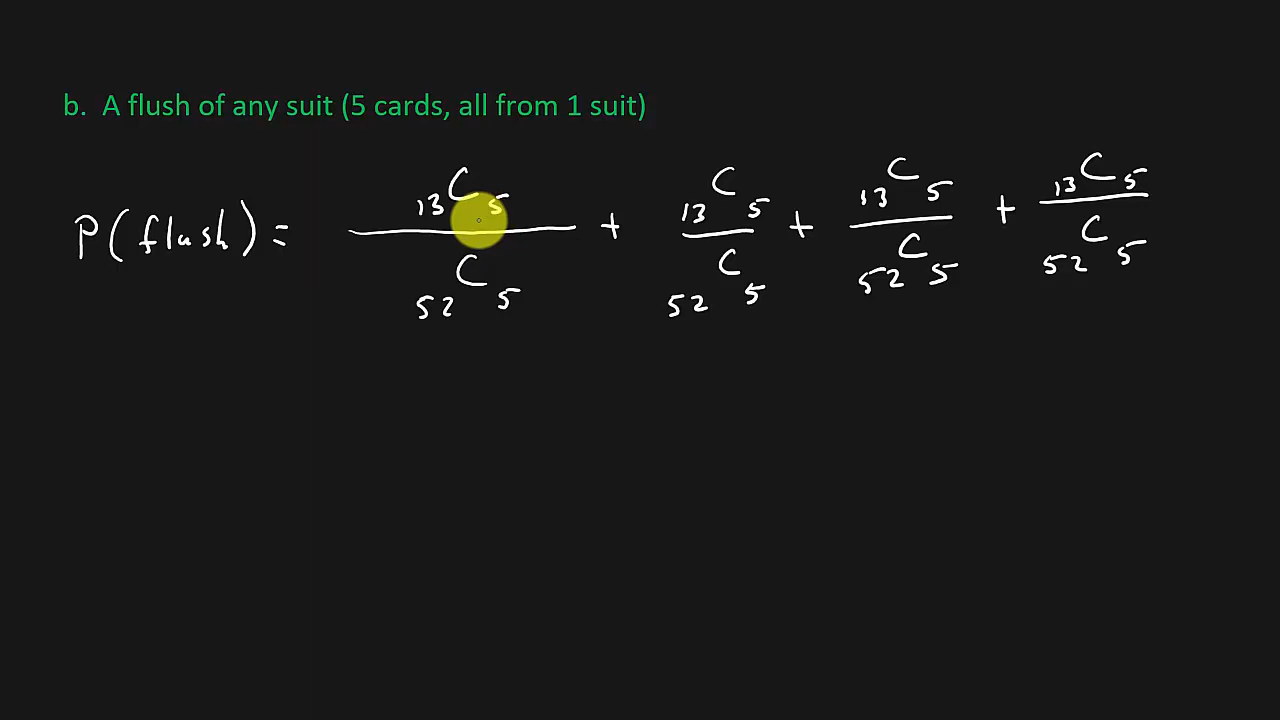 b. A flush of any suit (5 cards, all from 1 suit)
P(flush) = 13C5/52C5 + 13C5/52C5 + 13C5/52C5 + 13C5/52C5